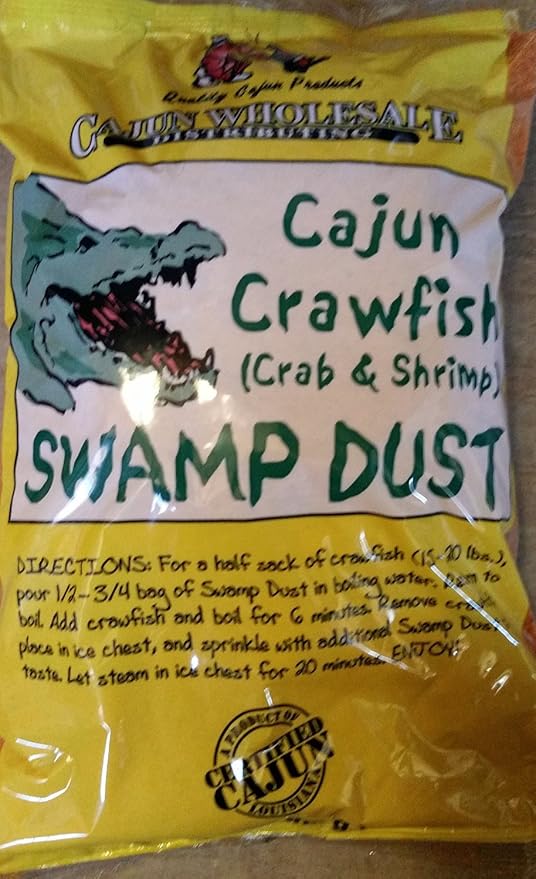 Quality Cajun Products
CAJUN WHOLESALE
DISTRIBUTING
Cajun
Crawfish
(Crab & Shrimp)
SWAMP DUST
DIRECTIONS: For a half sack of crawfish (15-20 lbs.),
pour 1/2-3/4 bag of Swamp Dust in boiling water. to
boil. Add crawfish and boil for 6 minutes. Remove
place in ice chest, and sprinkle with additional Swamp Dust
taste. Let steam in ice chest for 20 minutes. ENJOY!
A PRODUCT OF
CERTIFIED
CAJUN
LOUISIANA